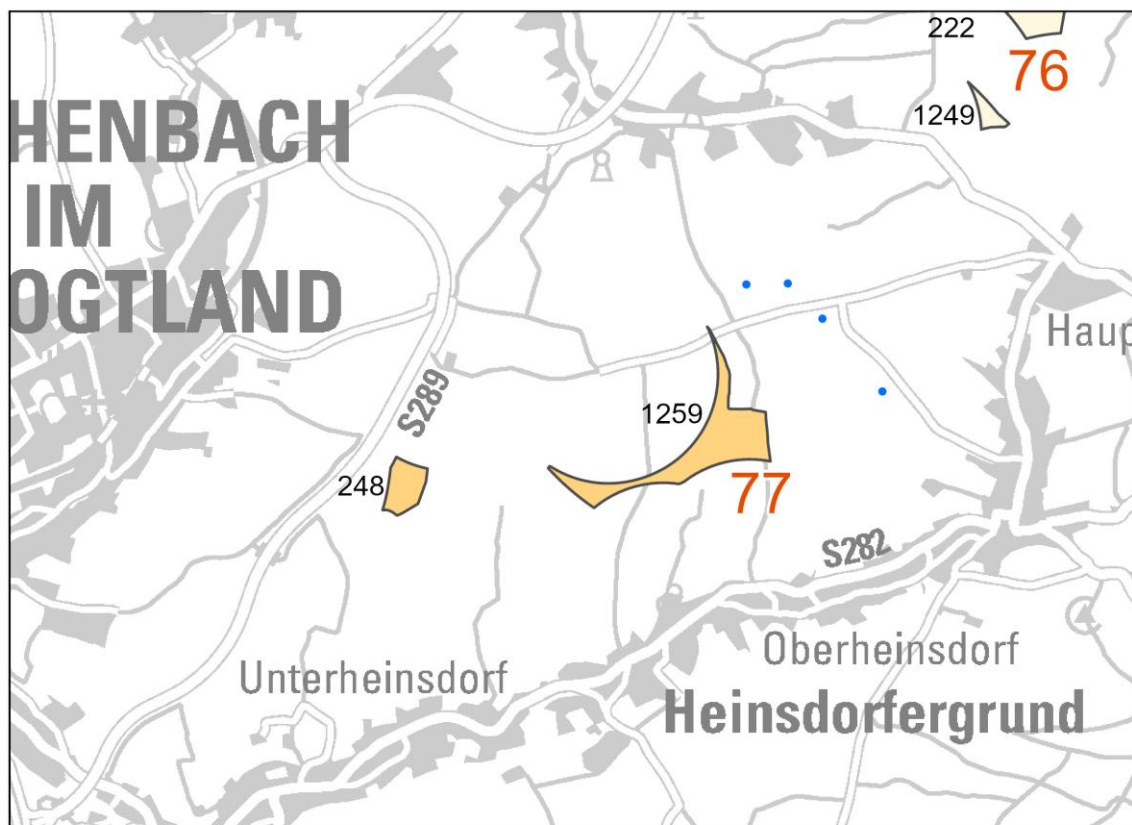 222
76
1249
HENBACH
IM
OGTLAND
Haup
S289
1259
248
77
S282
Oberheinsdorf
Unterheinsdorf
Heinsdorfergrund